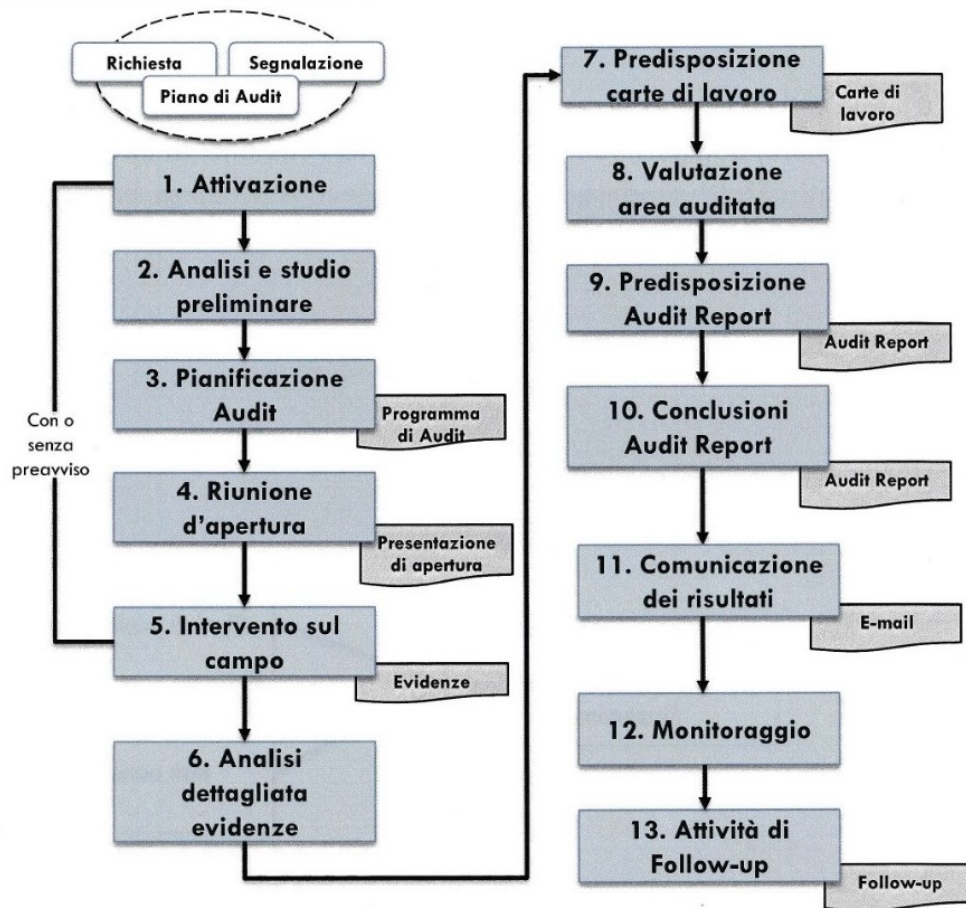 Richiesta
Segnalazione
Piano di Audit
1. Attivazione
2. Analisi e studio
preliminare
3. Pianificazione
Audit
Programma
di Audit
Con o
senza
preavviso
4. Riunione
d'apertura
Presentazione
di apertura
5. Intervento sul
campo
Evidenze
6. Analisi
dettagliata
evidenze
7. Predisposizione
carte di lavoro
Carte di
lavoro
8. Valutazione
area auditata
9. Predisposizione
Audit Report
Audit Report
10. Conclusioni
Audit Report
Audit Report
11. Comunicazione
dei risultati
E-mail
12. Monitoraggio
13. Attività di
Follow-up
Follow-up